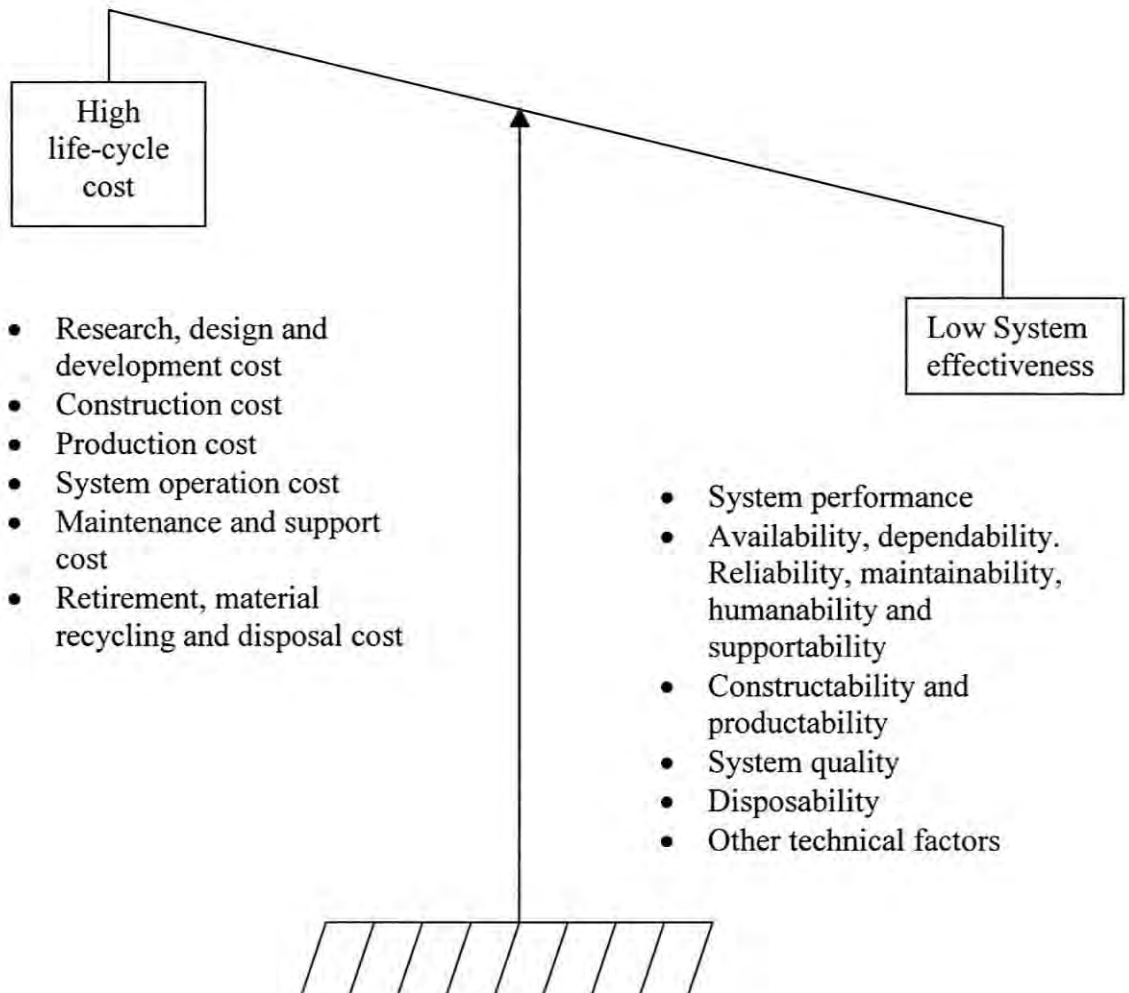 High
life-cycle
cost
• Research, design and
development cost
• Construction cost
• Production cost
• System operation cost
• Maintenance and support
cost
• Retirement, material
recycling and disposal cost
Low System
effectiveness
• System performance
• Availability, dependability.
Reliability, maintainability,
humanability and
supportability
• Constructability and
productability
• System quality
• Disposability
• Other technical factors